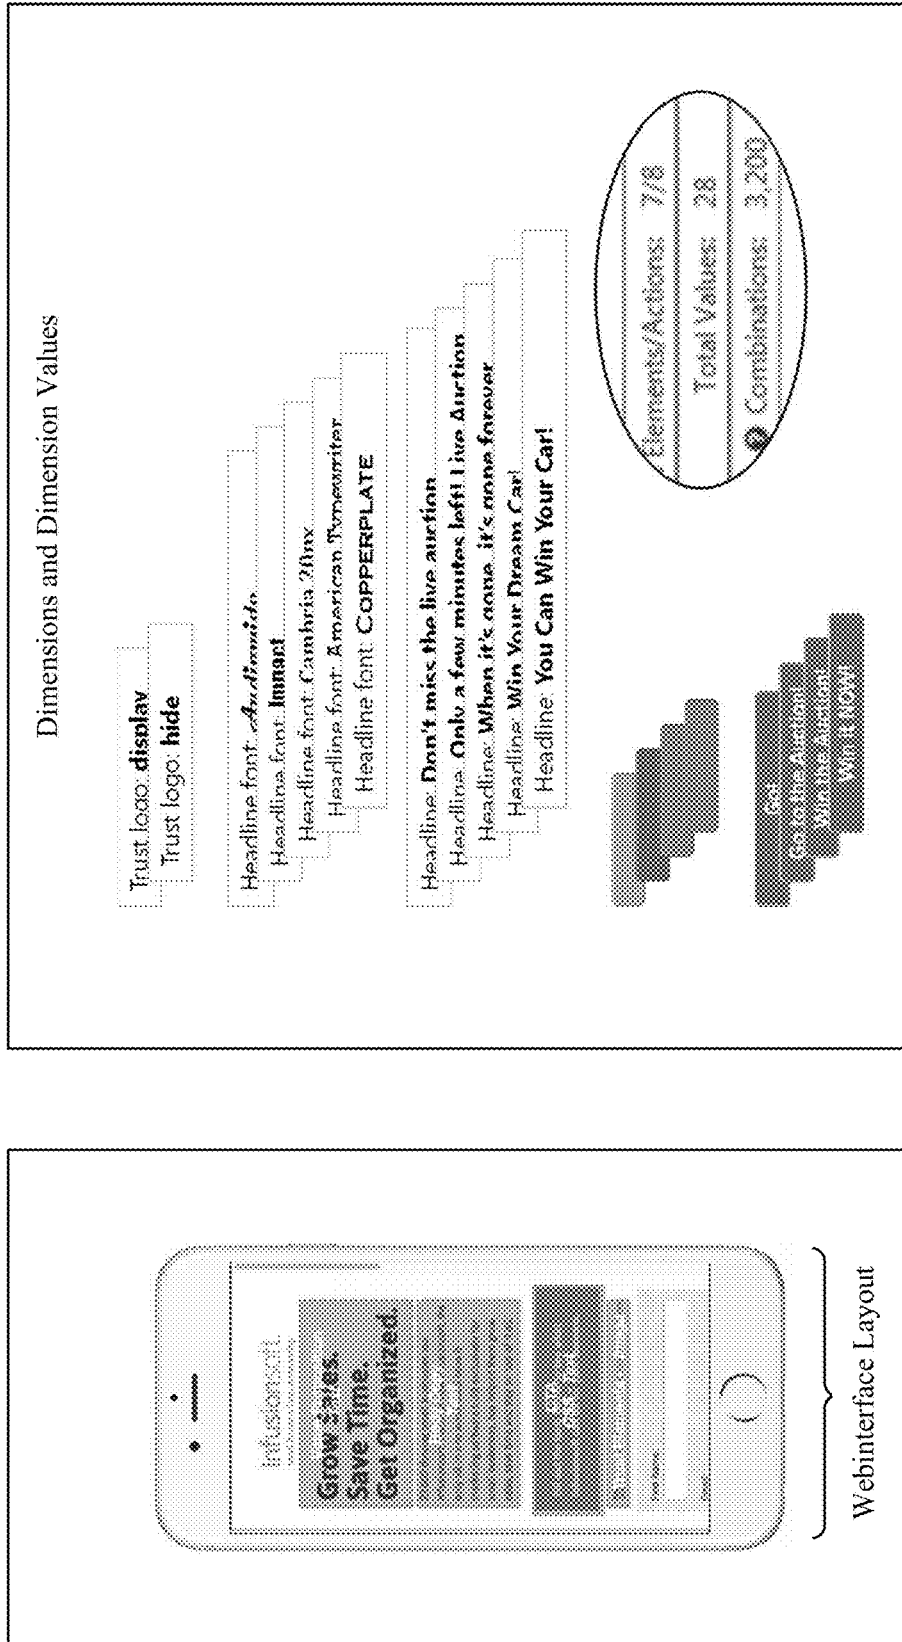 Dimensions and Dimension Values
Trust logo: display
Trust logo: hide
Headline font:
Headline font: Impact
Headline font: Cambria
Headline font: American Typewriter
Headline font: COPPERPLATE
Headline: Don't miss the live auction
Headline: Only a few minutes left! Live Auction
Headline: When it's gone, it's gone forever
Headline: Win Your Dream Car!
Headline: You Can Win Your Car!
Go to the Auction!
Win the Auction!
Win it NOW!
Elements/Actions: 7/8
Total Values: 28
Combinations: 3,200
Infusionsoft.
Grow Sales.
Save Time.
Get Organized.
Webinterface Layout